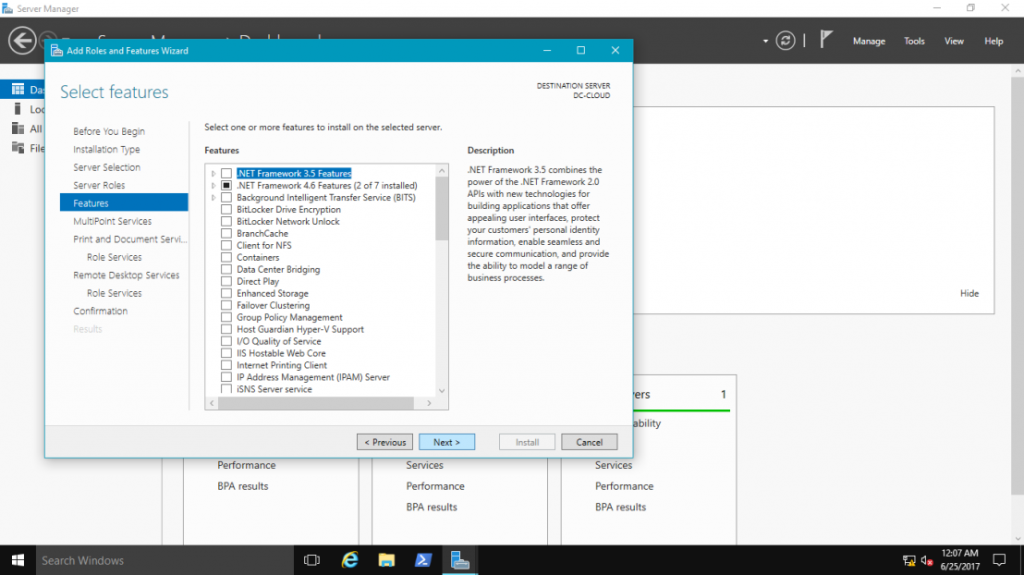 Server Manager
Manage Tools View Help
Add Roles and Features Wizard
Select features
DESTINATION SERVER
DC-CLOUD
Before You Begin
Installation Type
Server Selection
Server Roles
Features
MultiPoint Services
Print and Document Servi...
Role Services
Remote Desktop Services
Role Services
Confirmation
Results
Select one or more features to install on the selected server.
Features
.NET Framework 3.5 Features
.NET Framework 4.6 Features (2 of 7 installed)
Background Intelligent Transfer Service (BITS)
BitLocker Drive Encryption
BitLocker Network Unlock
BranchCache
Client for NFS
Containers
Data Center Bridging
Direct Play
Enhanced Storage
Failover Clustering
Group Policy Management
Host Guardian Hyper-V Support
I/O Quality of Service
IIS Hostable Web Core
Internet Printing Client
IP Address Management (IPAM) Server
iSNS Server service
Description
.NET Framework 3.5 combines the
power of the .NET Framework 2.0
APIs with new technologies for
building applications that offer
appealing user interfaces, protect
your customers' personal identity
information, enable seamless and
secure communication, and provide
the ability to model a range of
business processes.
< Previous Next > Install Cancel
Hide
All
1
Performance
BPA results
Services
Performance
BPA results
Services
Performance
BPA results
Search Windows
12:07 AM
6/25/2017